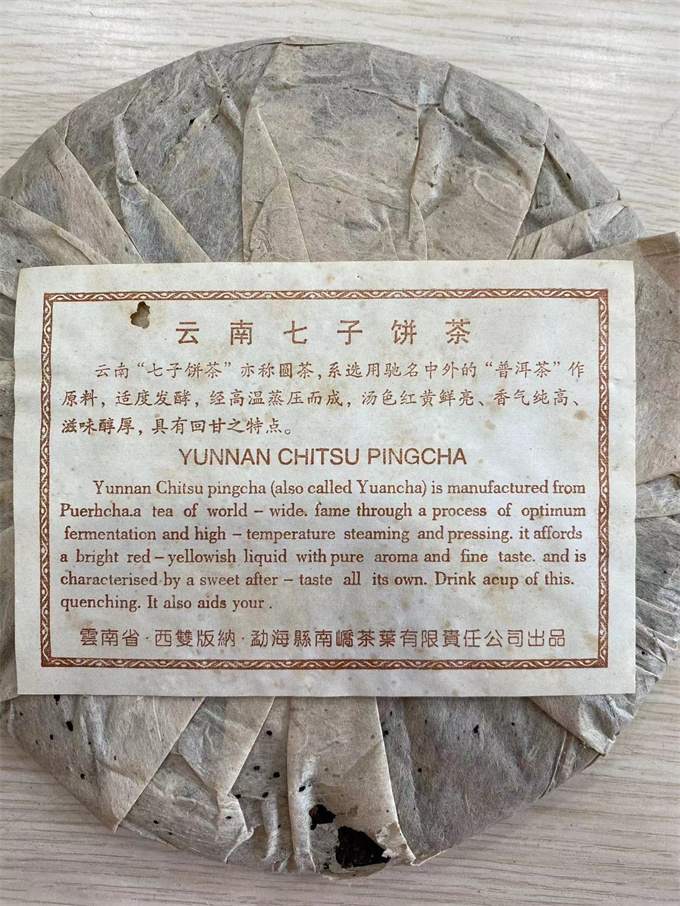 云南七子饼茶
云南“七子饼茶”亦称圆茶，系选用驰名中外的“普洱茶”作
原料，适度发酵，经高温蒸压而成，汤色红黄鲜亮、香气纯高、
滋味醇厚，具有回甘之特点。
YUNNAN CHITSU PINGCHA
Yunnan Chitsu pingcha (also called Yuancha) is manufactured from
Puerhcha.a tea of world – wide. fame through a process of optimum
fermentation and high – temperature steaming and pressing. it affords
a bright red – yellowish liquid with pure aroma and fine taste. and is
characterised by a sweet after – taste all its own. Drink acup of this.
quenching. It also aids your .
雲南省·西雙版納·勐海縣南嶠茶葉有限責任公司出品